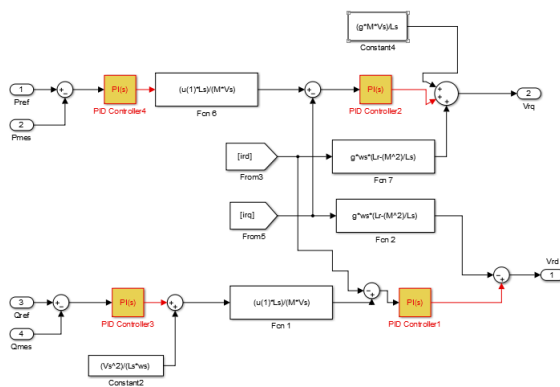 (g*M*Vs)/Ls
Constant4
1
Pref
PI(s)
PID Controller4
(u(1)*Ls)/(M*Vs)
Fcn 6
PI(s)
PID Controller2
2
Vrq
2
Pmes
[ird]
From3
g*ws*(Lr-(M^2)/Ls)
Fcn 7
[irq]
From5
g*ws*(Lr-(M^2)/Ls)
Fcn 2
Vrd
1
3
Qref
PI(s)
PID Controller3
(u(1)*Ls)/(M*Vs)
Fcn 1
PI(s)
PID Controller1
4
Qmes
(Vs^2)/(Ls*ws)
Constant2